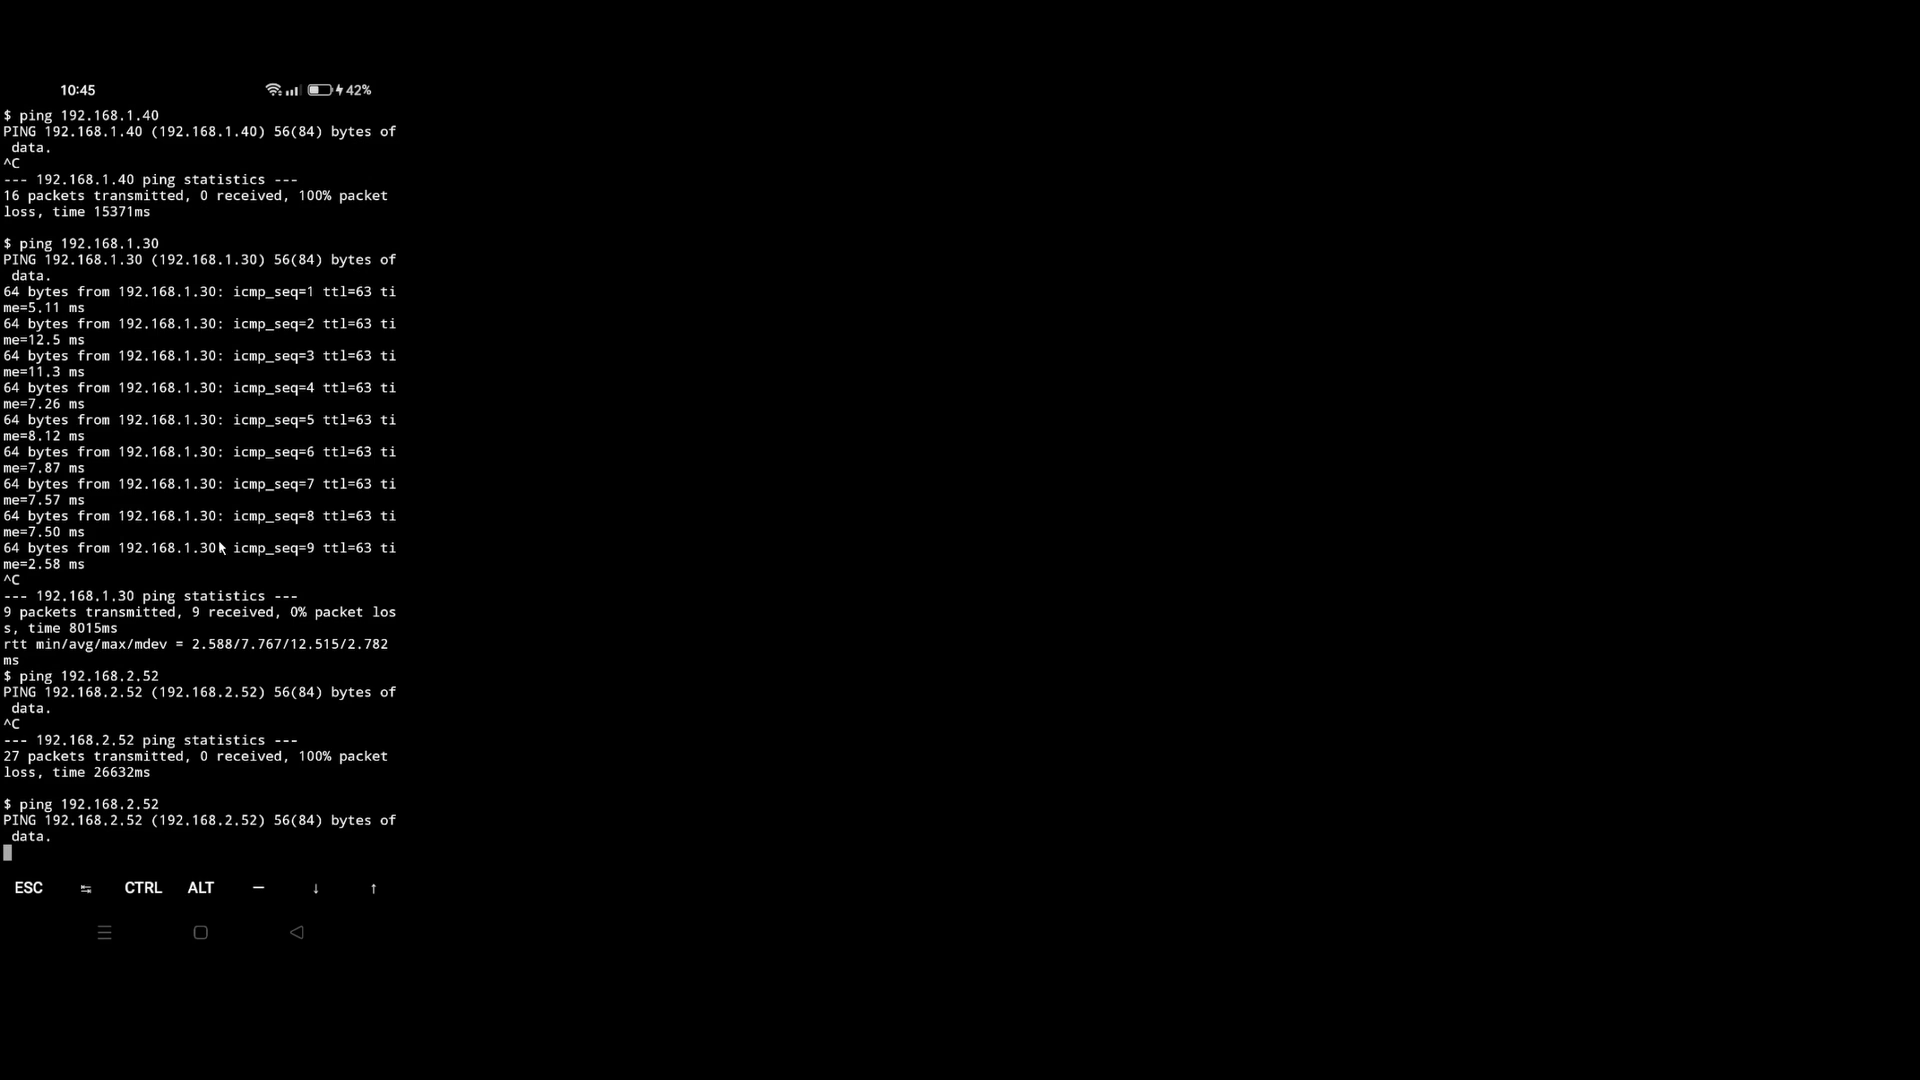 10:45 42%
$ ping 192.168.1.40
PING 192.168.1.40 (192.168.1.40) 56(84) bytes of
 data.
^C
--- 192.168.1.40 ping statistics ---
16 packets transmitted, 0 received, 100% packet
loss, time 15371ms
$ ping 192.168.1.30
PING 192.168.1.30 (192.168.1.30) 56(84) bytes of
 data.
64 bytes from 192.168.1.30: icmp_seq=1 ttl=63 ti
me=5.11 ms
64 bytes from 192.168.1.30: icmp_seq=2 ttl=63 ti
me=12.5 ms
64 bytes from 192.168.1.30: icmp_seq=3 ttl=63 ti
me=11.3 ms
64 bytes from 192.168.1.30: icmp_seq=4 ttl=63 ti
me=7.26 ms
64 bytes from 192.168.1.30: icmp_seq=5 ttl=63 ti
me=8.12 ms
64 bytes from 192.168.1.30: icmp_seq=6 ttl=63 ti
me=7.87 ms
64 bytes from 192.168.1.30: icmp_seq=7 ttl=63 ti
me=7.57 ms
64 bytes from 192.168.1.30: icmp_seq=8 ttl=63 ti
me=7.50 ms
64 bytes from 192.168.1.30: icmp_seq=9 ttl=63 ti
me=2.58 ms
^C
--- 192.168.1.30 ping statistics ---
9 packets transmitted, 9 received, 0% packet los
s, time 8015ms
rtt min/avg/max/mdev = 2.588/7.767/12.515/2.782
ms
$ ping 192.168.2.52
PING 192.168.2.52 (192.168.2.52) 56(84) bytes of
 data.
^C
--- 192.168.2.52 ping statistics ---
27 packets transmitted, 0 received, 100% packet
loss, time 26632ms
$ ping 192.168.2.52
PING 192.168.2.52 (192.168.2.52) 56(84) bytes of
 data.
ESC ⇆ CTRL ALT — ↓ ↑